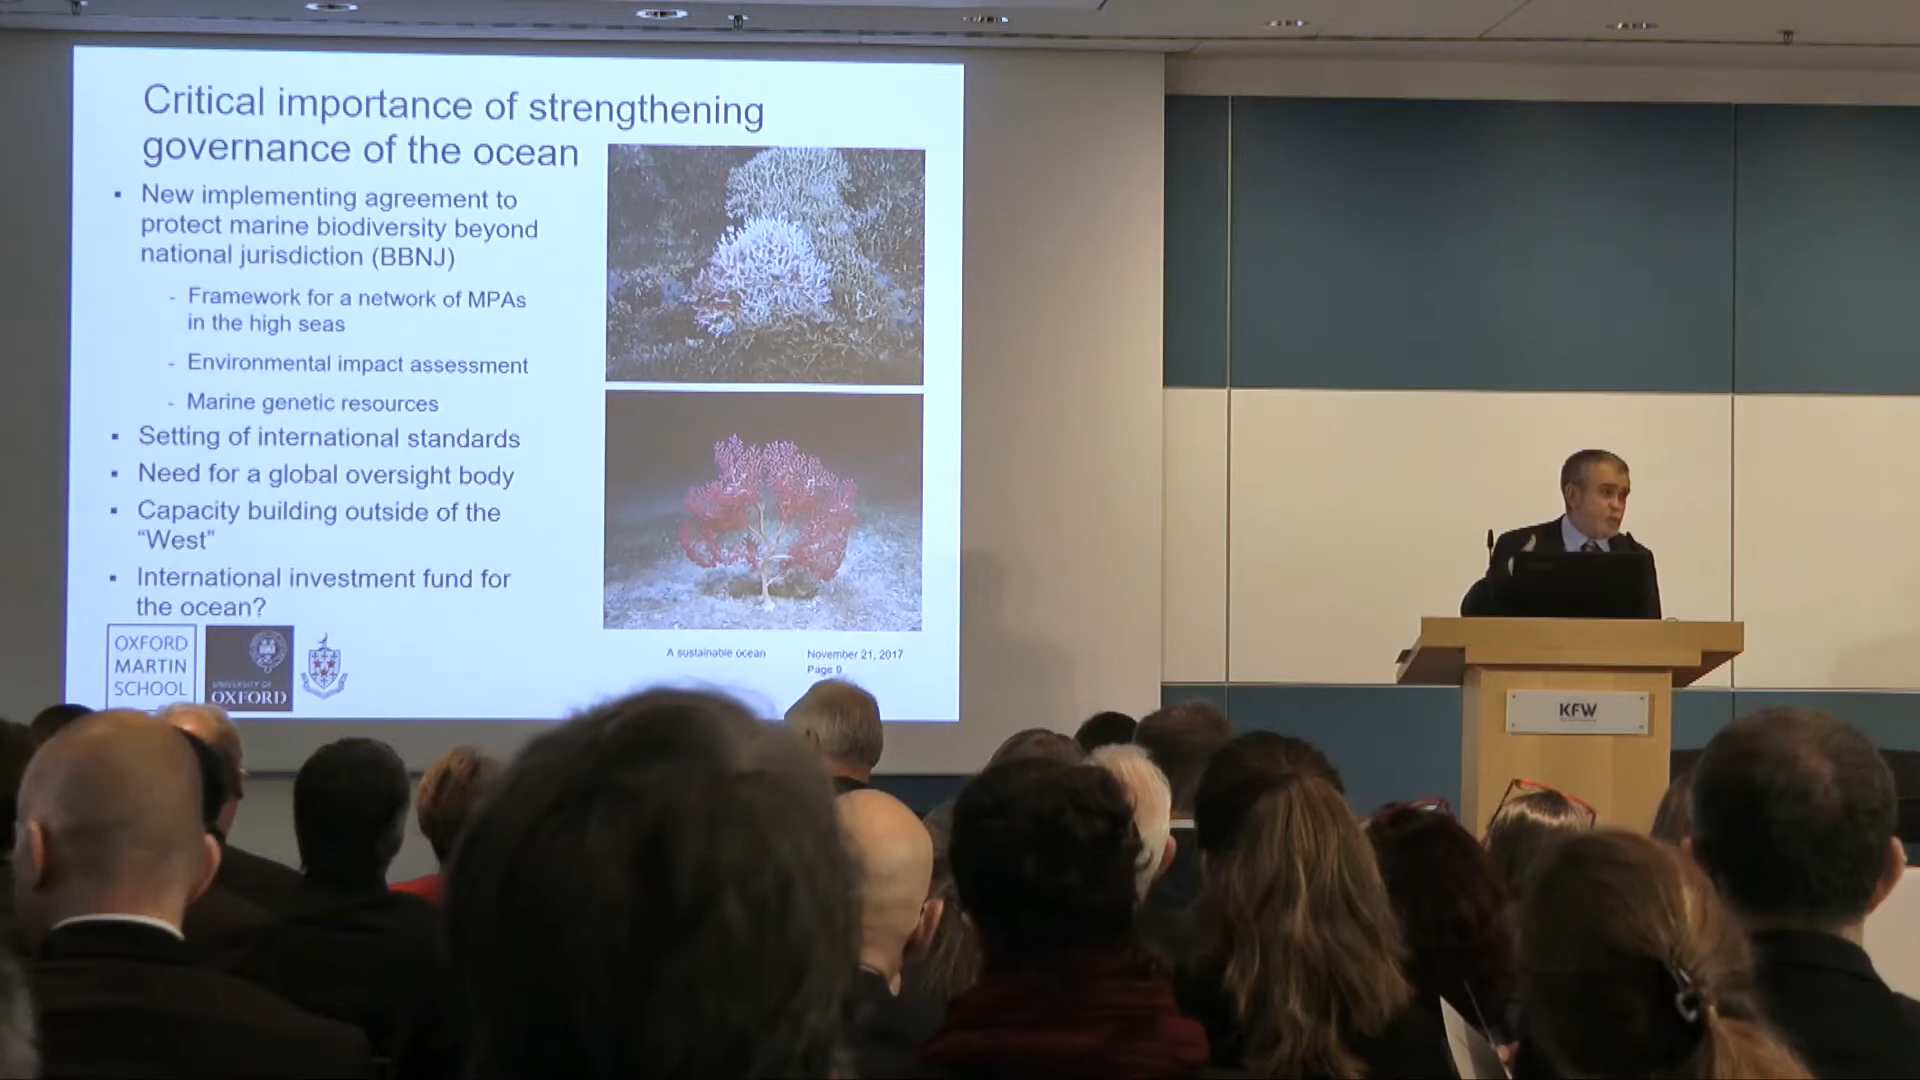 Critical importance of strengthening
governance of the ocean
▪ New implementing agreement to
protect marine biodiversity beyond
national jurisdiction (BBNJ)
- Framework for a network of MPAs
in the high seas
- Environmental impact assessment
- Marine genetic resources
▪ Setting of international standards
▪ Need for a global oversight body
▪ Capacity building outside of the
“West”
▪ International investment fund for
the ocean?
OXFORD
MARTIN
SCHOOL
UNIVERSITY OF
OXFORD
A sustainable ocean
November 21, 2017
Page 9
KFW